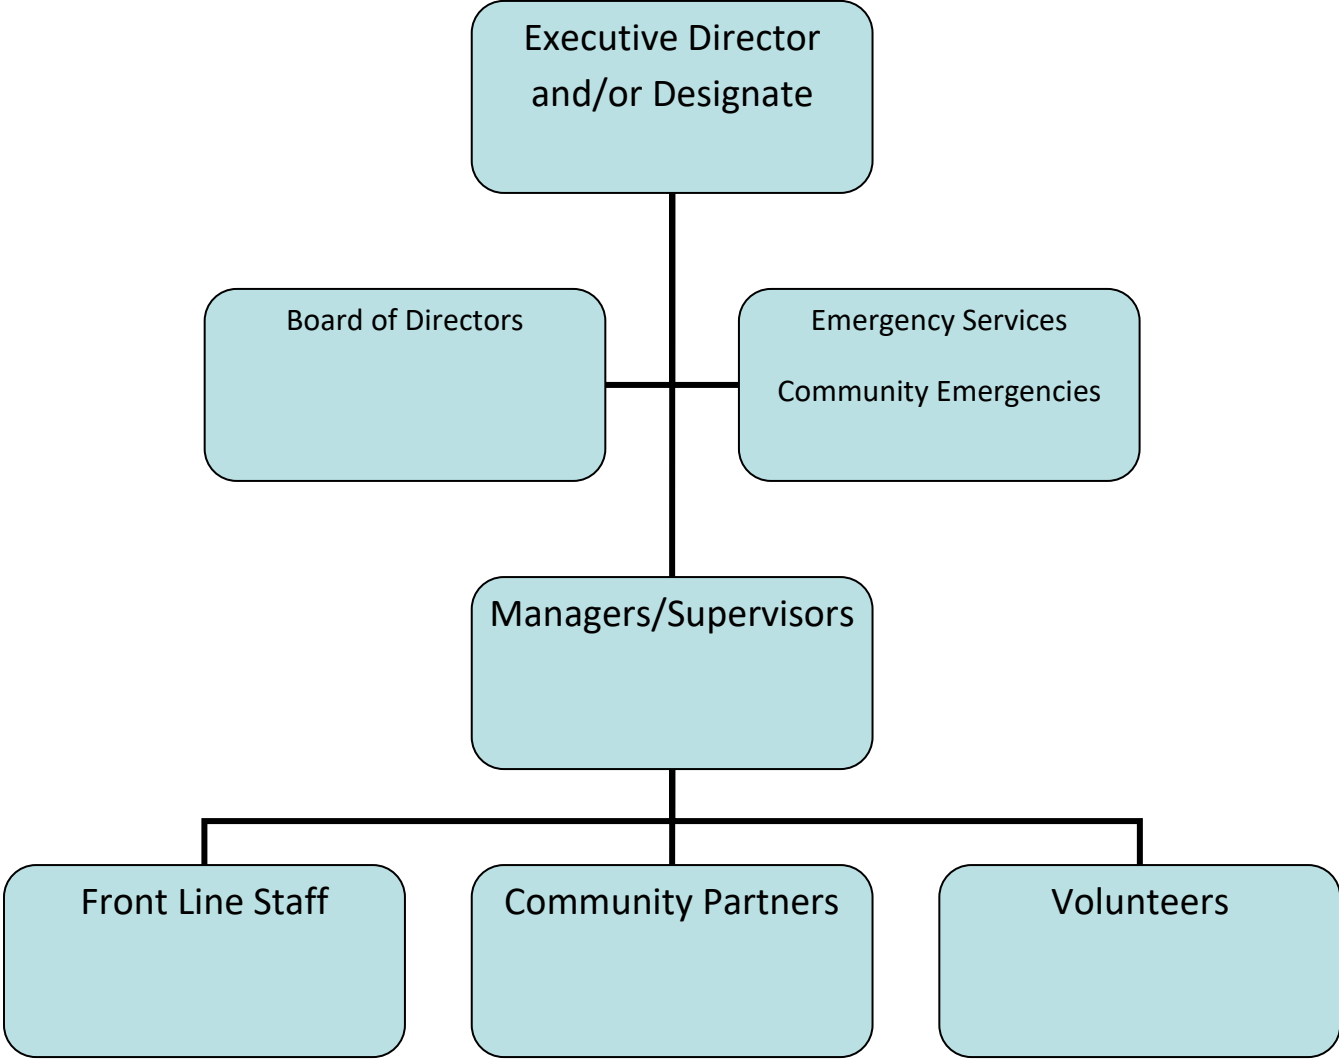 Executive Director
and/or Designate
Board of Directors
Emergency Services
Community Emergencies
Managers/Supervisors
Front Line Staff
Community Partners
Volunteers